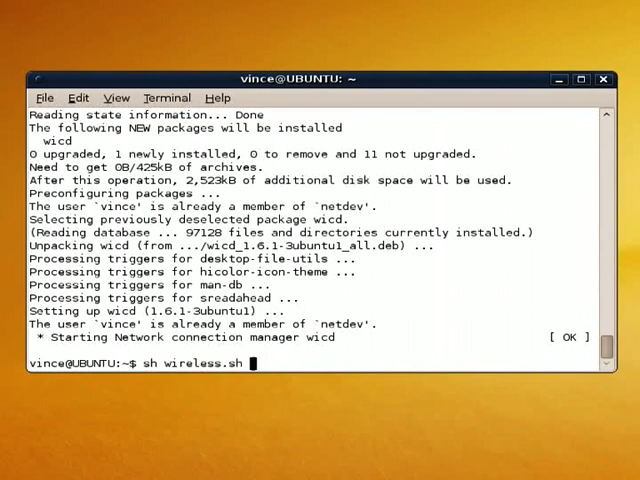 vince@UBUNTU: ~
File Edit View Terminal Help
Reading state information... Done
The following NEW packages will be installed
  wicd
0 upgraded, 1 newly installed, 0 to remove and 11 not upgraded.
Need to get 0B/425kB of archives.
After this operation, 2,523kB of additional disk space will be used.
Preconfiguring packages ...
The user `vince' is already a member of `netdev'.
Selecting previously deselected package wicd.
(Reading database ... 97128 files and directories currently installed.)
Unpacking wicd (from .../wicd_1.6.1-3ubuntu1_all.deb) ...
Processing triggers for desktop-file-utils ...
Processing triggers for hicolor-icon-theme ...
Processing triggers for man-db ...
Processing triggers for sreadahead ...
Setting up wicd (1.6.1-3ubuntu1) ...
The user `vince' is already a member of `netdev'.
 * Starting Network connection manager wicd [ OK ]
vince@UBUNTU:~$ sh wireless.sh